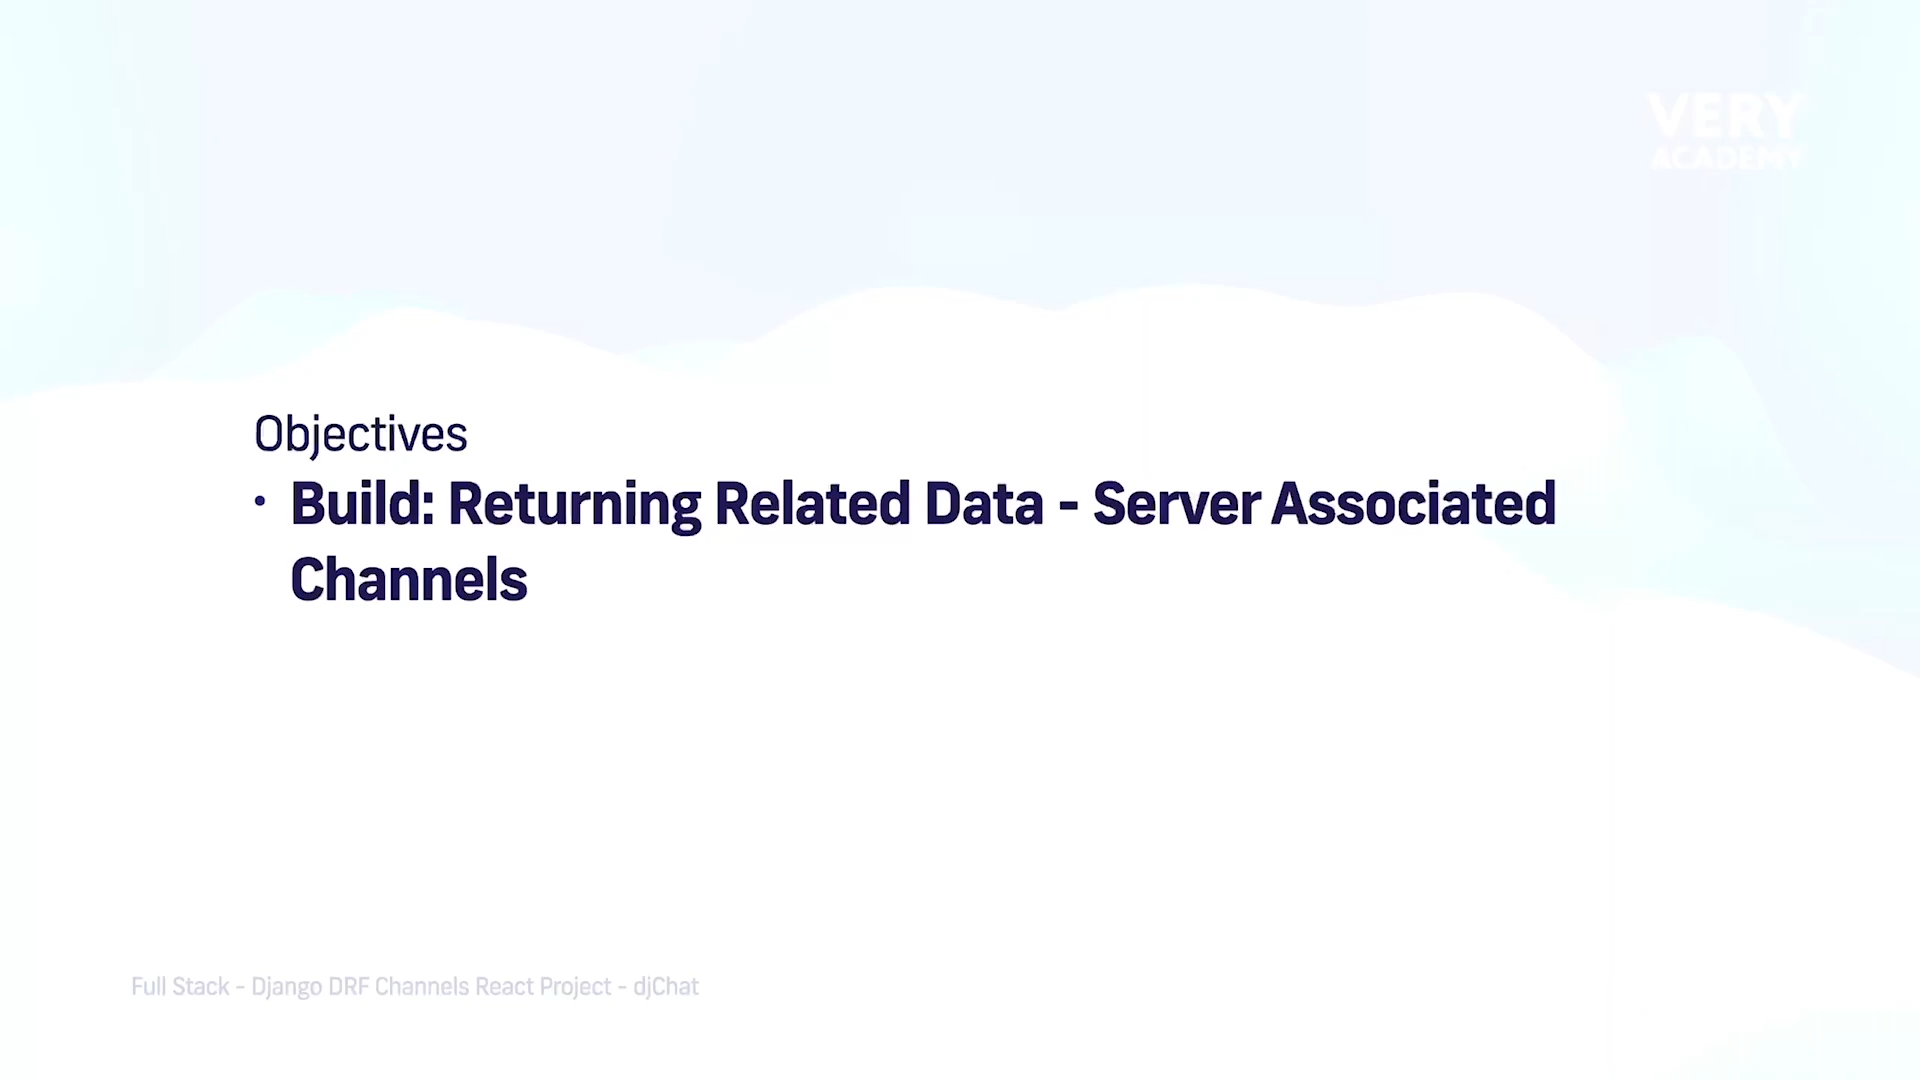 VERY
ACADEMY
Objectives
• Build: Returning Related Data - Server Associated
Channels
Full Stack - Django DRF Channels React Project - djChat